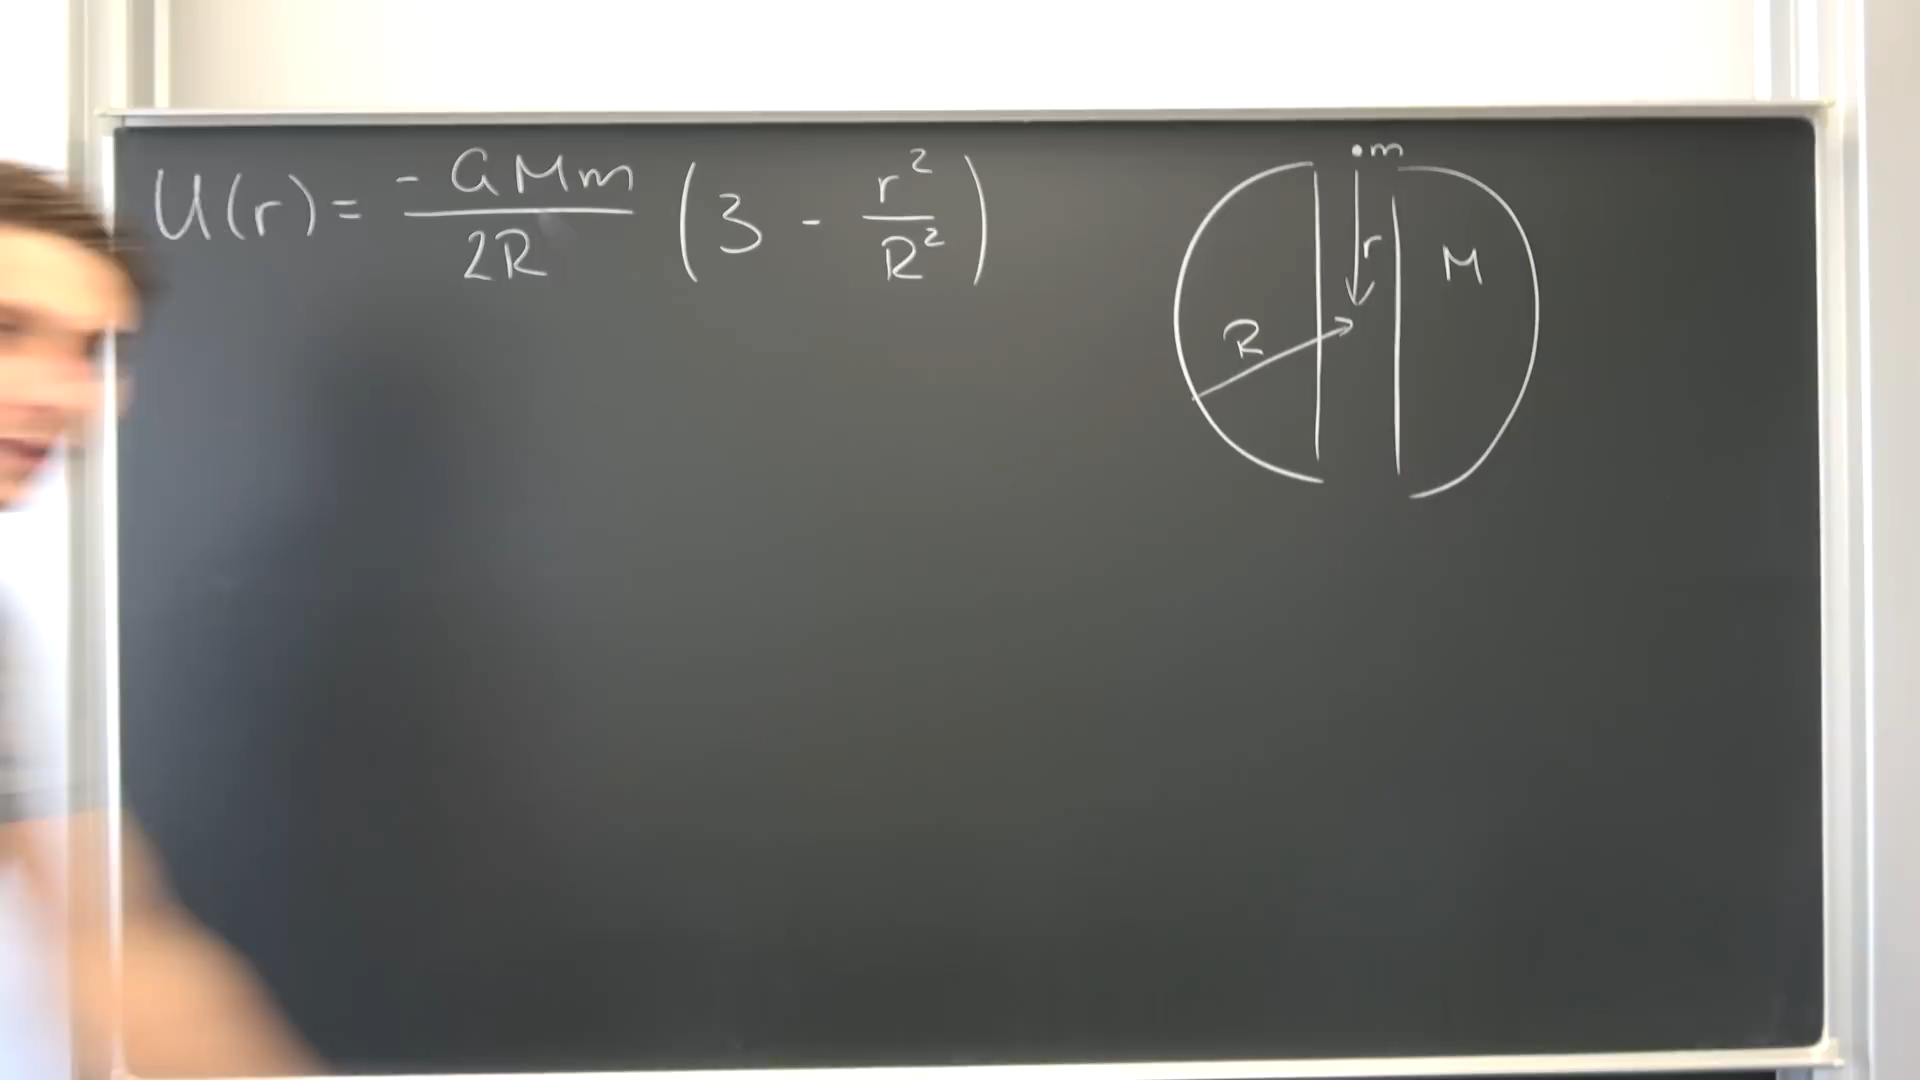 U(r) = -GMm/2R (3 - r²/R²)
m
r
M
R